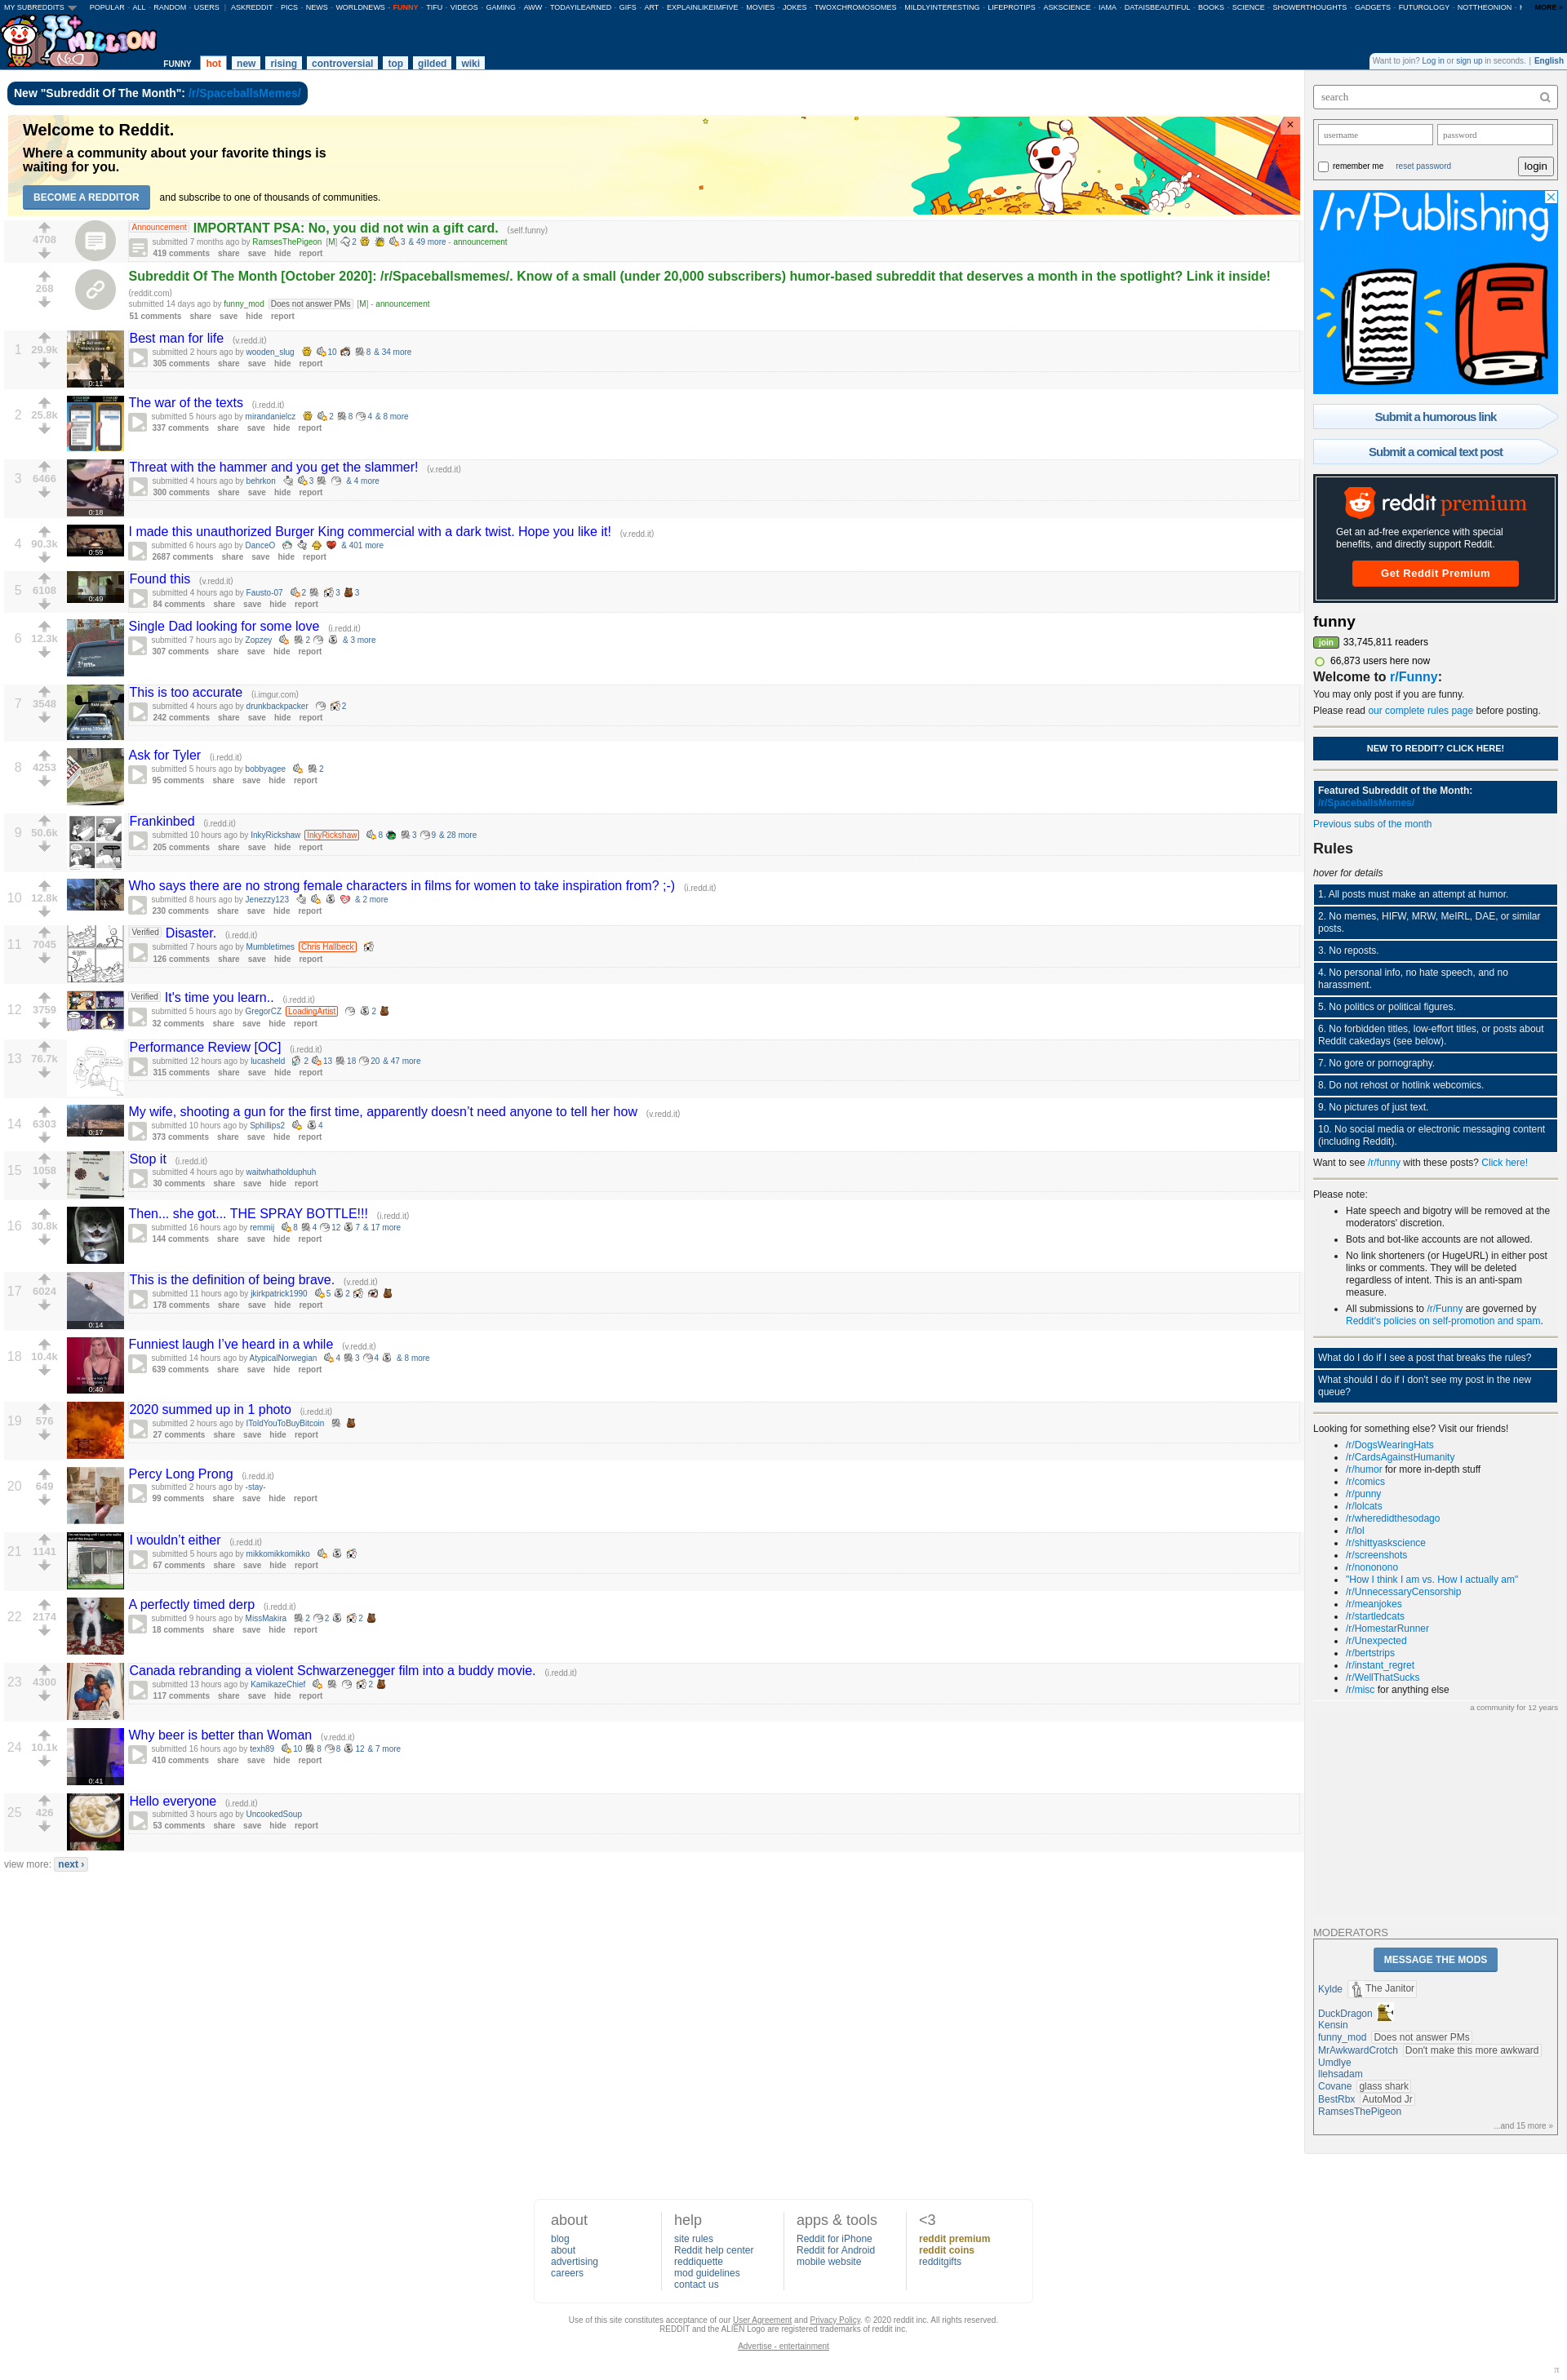 MY SUBREDDITS POPULAR - ALL - RANDOM - USERS | ASKREDDIT - PICS - NEWS - WORLDNEWS - FUNNY - TIFU - VIDEOS - GAMING - AWW - TODAYILEARNED - GIFS - ART - EXPLAINLIKEIMFIVE - MOVIES - JOKES - TWOXCHROMOSOMES - MILDLYINTERESTING - LIFEPROTIPS - ASKSCIENCE - IAMA - DATAISBEAUTIFUL - BOOKS - SCIENCE - SHOWERTHOUGHTS - GADGETS - FUTUROLOGY - NOTTHEONION MORE »
33+ MILLION
FUNNY hot new rising controversial top gilded wiki
Want to join? Log in or sign up in seconds. | English
New "Subreddit Of The Month": /r/SpaceballsMemes/
Welcome to Reddit.
Where a community about your favorite things is
waiting for you.
BECOME A REDDITOR and subscribe to one of thousands of communities.
×
4708
Announcement IMPORTANT PSA: No, you did not win a gift card. (self.funny)
submitted 7 months ago by RamsesThePigeon [M] 2 3 & 49 more - announcement
419 comments share save hide report
268
Subreddit Of The Month [October 2020]: /r/Spaceballsmemes/. Know of a small (under 20,000 subscribers) humor-based subreddit that deserves a month in the spotlight? Link it inside!
(reddit.com)
submitted 14 days ago by funny_mod Does not answer PMs [M] - announcement
51 comments share save hide report
1 29.9k 0:11
Best man for life (v.redd.it)
submitted 2 hours ago by wooden_slug 10 8 & 34 more
305 comments share save hide report
2 25.8k
The war of the texts (i.redd.it)
submitted 5 hours ago by mirandanielcz 2 8 4 & 8 more
337 comments share save hide report
3 6466 0:18
Threat with the hammer and you get the slammer! (v.redd.it)
submitted 4 hours ago by behrkon 3 & 4 more
300 comments share save hide report
4 90.3k 0:59
I made this unauthorized Burger King commercial with a dark twist. Hope you like it! (v.redd.it)
submitted 6 hours ago by DanceO & 401 more
2687 comments share save hide report
5 6108 0:49
Found this (v.redd.it)
submitted 4 hours ago by Fausto-07 2 3 3
84 comments share save hide report
6 12.3k
Single Dad looking for some love (i.redd.it)
submitted 7 hours ago by Zopzey 2 & 3 more
307 comments share save hide report
7 3548
This is too accurate (i.imgur.com)
submitted 4 hours ago by drunkbackpacker 2
242 comments share save hide report
8 4253
Ask for Tyler (i.redd.it)
submitted 5 hours ago by bobbyagee 2
95 comments share save hide report
9 50.6k
Frankinbed (i.redd.it)
submitted 10 hours ago by InkyRickshaw InkyRickshaw 8 3 9 & 28 more
205 comments share save hide report
10 12.8k
Who says there are no strong female characters in films for women to take inspiration from? ;-) (i.redd.it)
submitted 8 hours ago by Jenezzy123 & 2 more
230 comments share save hide report
11 7045
Verified Disaster. (i.redd.it)
submitted 7 hours ago by Mumbletimes Chris Hallbeck
126 comments share save hide report
12 3759
Verified It's time you learn.. (i.redd.it)
submitted 5 hours ago by GregorCZ LoadingArtist 2
32 comments share save hide report
13 76.7k
Performance Review [OC] (i.redd.it)
submitted 12 hours ago by lucasheld 2 13 18 20 & 47 more
315 comments share save hide report
14 6303 0:17
My wife, shooting a gun for the first time, apparently doesn’t need anyone to tell her how (v.redd.it)
submitted 10 hours ago by Sphillips2 4
373 comments share save hide report
15 1058
Stop it (i.redd.it)
submitted 4 hours ago by waitwhatholduphuh
30 comments share save hide report
16 30.8k
Then... she got... THE SPRAY BOTTLE!!! (i.redd.it)
submitted 16 hours ago by remmij 8 4 12 7 & 17 more
144 comments share save hide report
17 6024 0:14
This is the definition of being brave. (v.redd.it)
submitted 11 hours ago by jkirkpatrick1990 5 2
178 comments share save hide report
18 10.4k 0:40
Funniest laugh I’ve heard in a while (v.redd.it)
submitted 14 hours ago by AtypicalNorwegian 4 3 4 & 8 more
639 comments share save hide report
19 576
2020 summed up in 1 photo (i.redd.it)
submitted 2 hours ago by IToldYouToBuyBitcoin
27 comments share save hide report
20 649
Percy Long Prong (i.redd.it)
submitted 2 hours ago by -stay-
99 comments share save hide report
21 1141
I wouldn’t either (i.redd.it)
submitted 5 hours ago by mikkomikkomikko
67 comments share save hide report
22 2174
A perfectly timed derp (i.redd.it)
submitted 9 hours ago by MissMakira 2 2 2
18 comments share save hide report
23 4300
Canada rebranding a violent Schwarzenegger film into a buddy movie. (i.redd.it)
submitted 13 hours ago by KamikazeChief 2
117 comments share save hide report
24 10.1k 0:41
Why beer is better than Woman (v.redd.it)
submitted 16 hours ago by texh89 10 8 8 12 & 7 more
410 comments share save hide report
25 426
Hello everyone (i.redd.it)
submitted 3 hours ago by UncookedSoup
53 comments share save hide report
view more: next ›
search
username password
remember me reset password login
/r/Publishing
Submit a humorous link
Submit a comical text post
reddit premium
Get an ad-free experience with special
benefits, and directly support Reddit.
Get Reddit Premium
funny
join 33,745,811 readers
66,873 users here now
Welcome to r/Funny:
You may only post if you are funny.
Please read our complete rules page before posting.
NEW TO REDDIT? CLICK HERE!
Featured Subreddit of the Month:
/r/SpaceballsMemes/
Previous subs of the month
Rules
hover for details
1. All posts must make an attempt at humor.
2. No memes, HIFW, MRW, MeIRL, DAE, or similar
posts.
3. No reposts.
4. No personal info, no hate speech, and no
harassment.
5. No politics or political figures.
6. No forbidden titles, low-effort titles, or posts about
Reddit cakedays (see below).
7. No gore or pornography.
8. Do not rehost or hotlink webcomics.
9. No pictures of just text.
10. No social media or electronic messaging content
(including Reddit).
Want to see /r/funny with these posts? Click here!
Please note:
Hate speech and bigotry will be removed at the
moderators' discretion.
Bots and bot-like accounts are not allowed.
No link shorteners (or HugeURL) in either post
links or comments. They will be deleted
regardless of intent. This is an anti-spam
measure.
All submissions to /r/Funny are governed by
Reddit's policies on self-promotion and spam.
What do I do if I see a post that breaks the rules?
What should I do if I don't see my post in the new
queue?
Looking for something else? Visit our friends!
/r/DogsWearingHats
/r/CardsAgainstHumanity
/r/humor for more in-depth stuff
/r/comics
/r/punny
/r/lolcats
/r/wheredidthesodago
/r/lol
/r/shittyaskscience
/r/screenshots
/r/nononono
"How I think I am vs. How I actually am"
/r/UnnecessaryCensorship
/r/meanjokes
/r/startledcats
/r/HomestarRunner
/r/Unexpected
/r/bertstrips
/r/instant_regret
/r/WellThatSucks
/r/misc for anything else
a community for 12 years
MODERATORS
MESSAGE THE MODS
Kylde The Janitor
DuckDragon
Kensin
funny_mod Does not answer PMs
MrAwkwardCrotch Don't make this more awkward
Umdlye
llehsadam
Covane glass shark
BestRbx AutoMod Jr
RamsesThePigeon
...and 15 more »
about
blog
about
advertising
careers
help
site rules
Reddit help center
reddiquette
mod guidelines
contact us
apps & tools
Reddit for iPhone
Reddit for Android
mobile website
<3
reddit premium
reddit coins
redditgifts
Use of this site constitutes acceptance of our User Agreement and Privacy Policy. © 2020 reddit inc. All rights reserved.
REDDIT and the ALIEN Logo are registered trademarks of reddit inc.
Advertise - entertainment
π